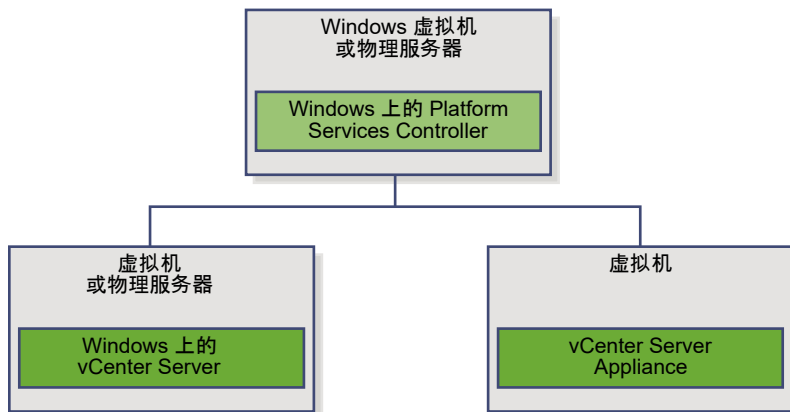 Windows 虚拟机
或物理服务器
Windows 上的 Platform
Services Controller
虚拟机
或物理服务器
Windows 上的
vCenter Server
虚拟机
vCenter Server
Appliance